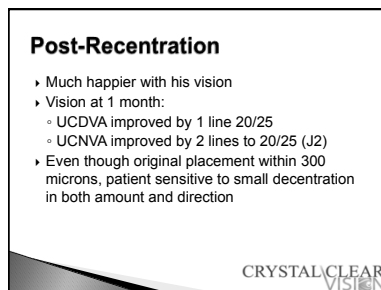 Post-Recentration
▸ Much happier with his vision
▸ Vision at 1 month:
◦ UCDVA improved by 1 line 20/25
◦ UCNVA improved by 2 lines to 20/25 (J2)
▸ Even though original placement within 300
microns, patient sensitive to small decentration
in both amount and direction
CRYSTAL CLEAR
VISION